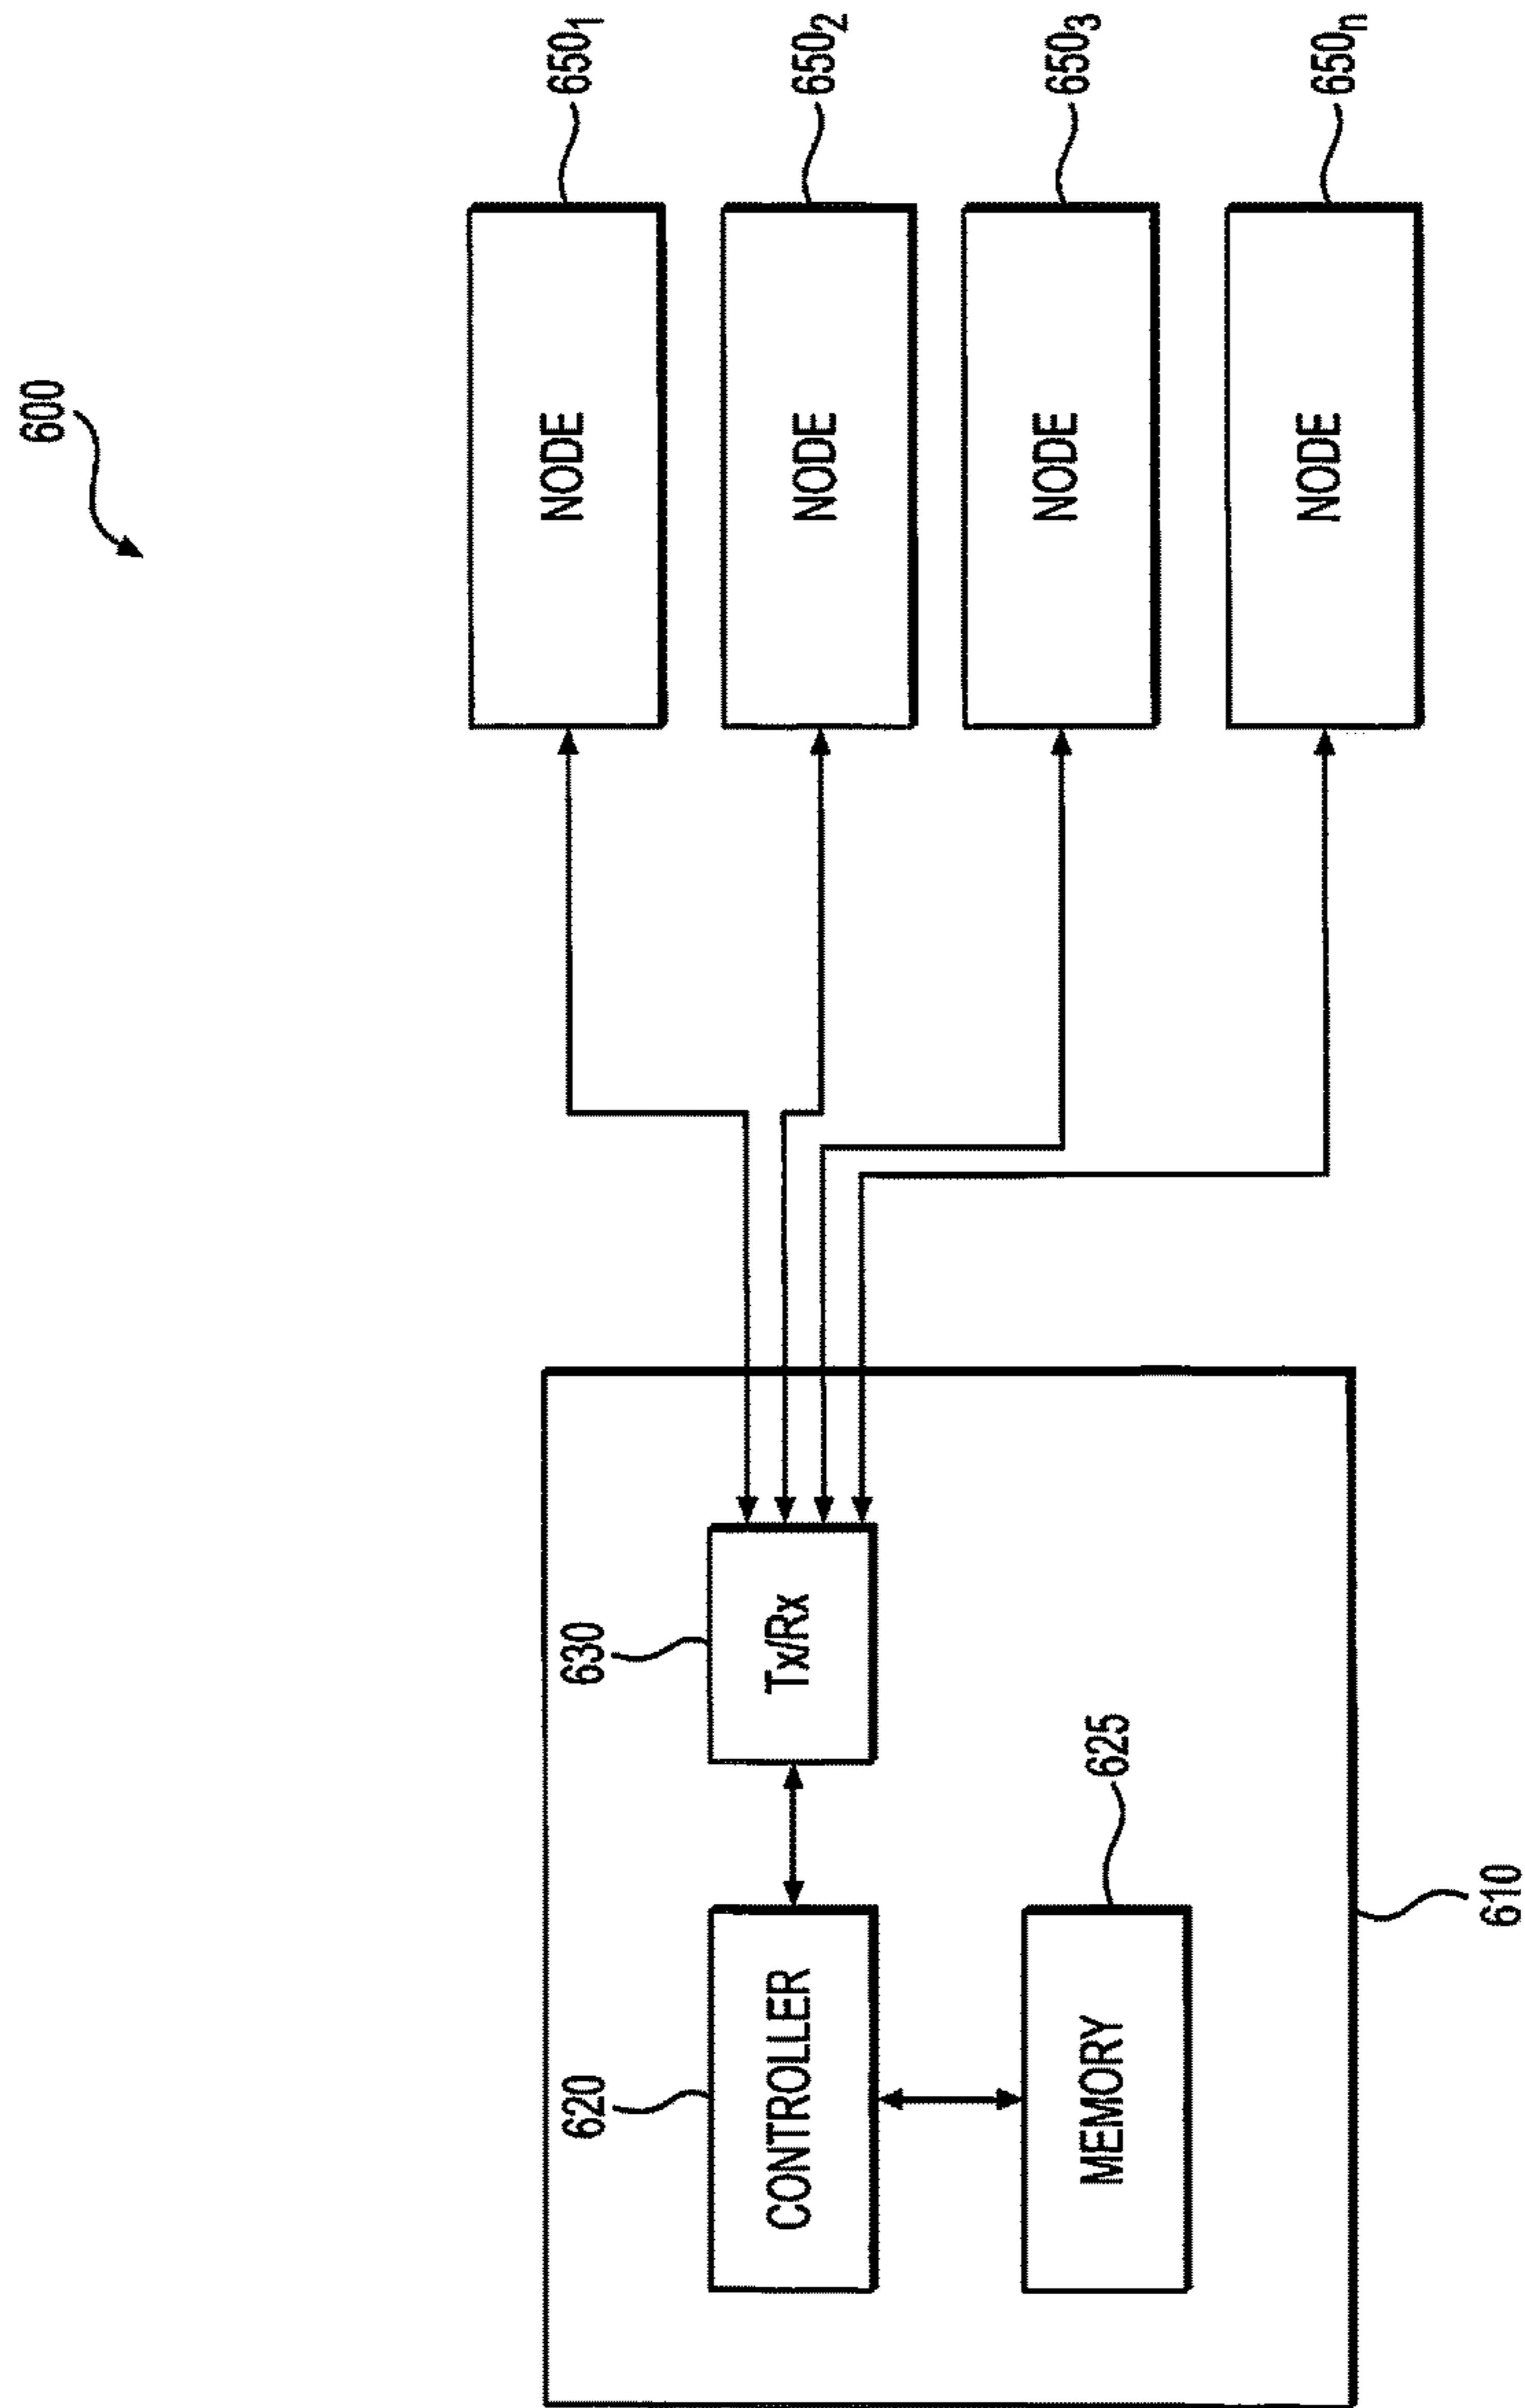 600
NODE
650₁
NODE
650₂
NODE
650₃
NODE
650ₙ
620
CONTROLLER
630
Tx/Rx
MEMORY
625
610